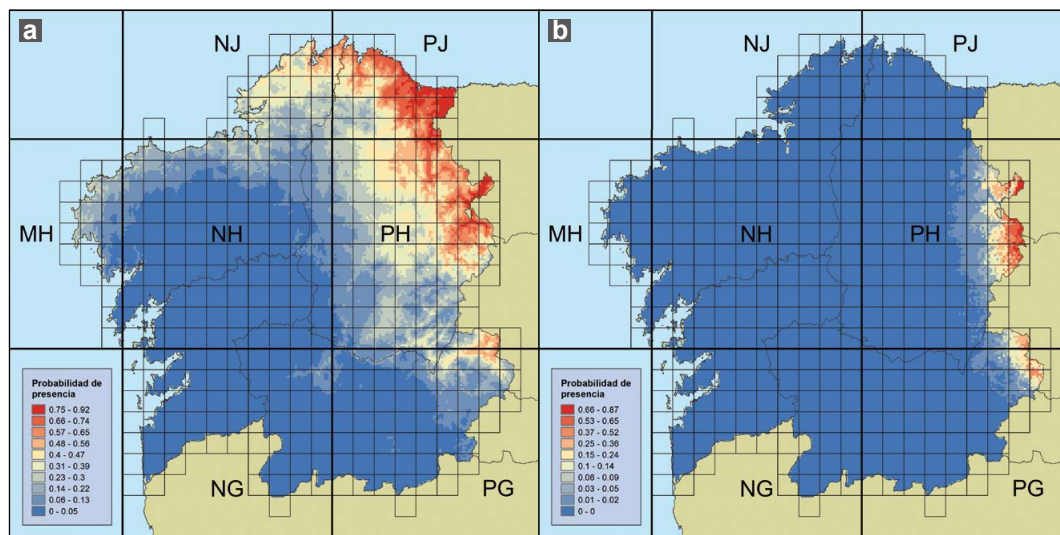 a
NJ
PJ
MH
NH
PH
NG
PG
Probabilidad de
presencia
0.75 - 0.92
0.66 - 0.74
0.57 - 0.65
0.48 - 0.56
0.4 - 0.47
0.31 - 0.39
0.23 - 0.3
0.14 - 0.22
0.06 - 0.13
0 - 0.05
b
NJ
PJ
MH
NH
PH
NG
PG
Probabilidad de
presencia
0.66 - 0.87
0.53 - 0.65
0.37 - 0.52
0.25 - 0.36
0.15 - 0.24
0.1 - 0.14
0.06 - 0.09
0.03 - 0.05
0.01 - 0.02
0 - 0